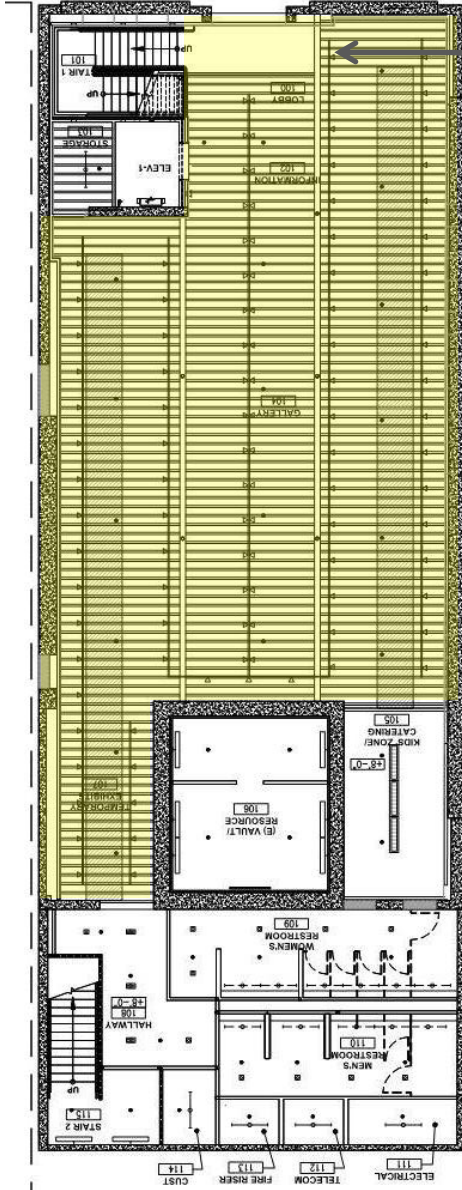 UP
STAIR 1
101
UP
LOBBY
100
STORAGE
103
ELEV-1
INFORMATION
102
GALLERY
104
KIDS' ZONE/
CATERING
105
+8'-0"
TEMPORARY
EXHIBITS
107
(E) VAULT/
RESOURCE
106
WOMEN'S
RESTROOM
109
HALLWAY
108
+8'-0"
MEN'S
RESTROOM
110
UP
STAIR 2
115
CUST
114
FIRE RISER
113
TELECOM
112
ELECTRICAL
111